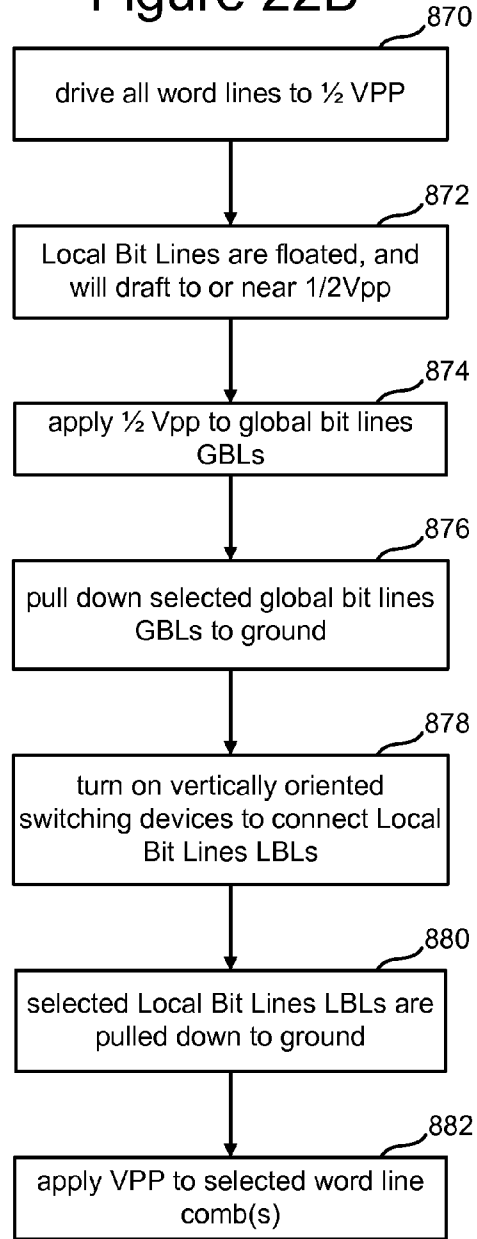 Figure 22B
870
drive all word lines to ½ VPP
872
Local Bit Lines are floated, and
will draft to or near 1/2Vpp
874
apply ½ Vpp to global bit lines
GBLs
876
pull down selected global bit lines
GBLs to ground
878
turn on vertically oriented
switching devices to connect Local
Bit Lines LBLs
880
selected Local Bit Lines LBLs are
pulled down to ground
882
apply VPP to selected word line
comb(s)